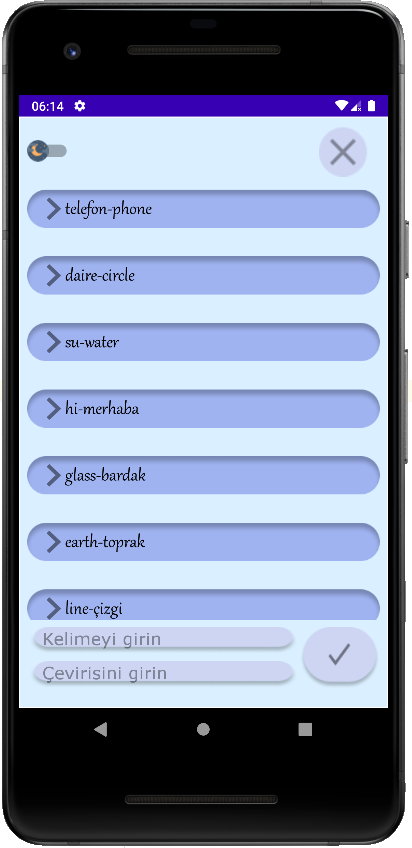 06:14
telefon-phone
daire-circle
su-water
hi-merhaba
glass-bardak
earth-toprak
line-çizgi
Kelimeyi girin
Çevirisini girin